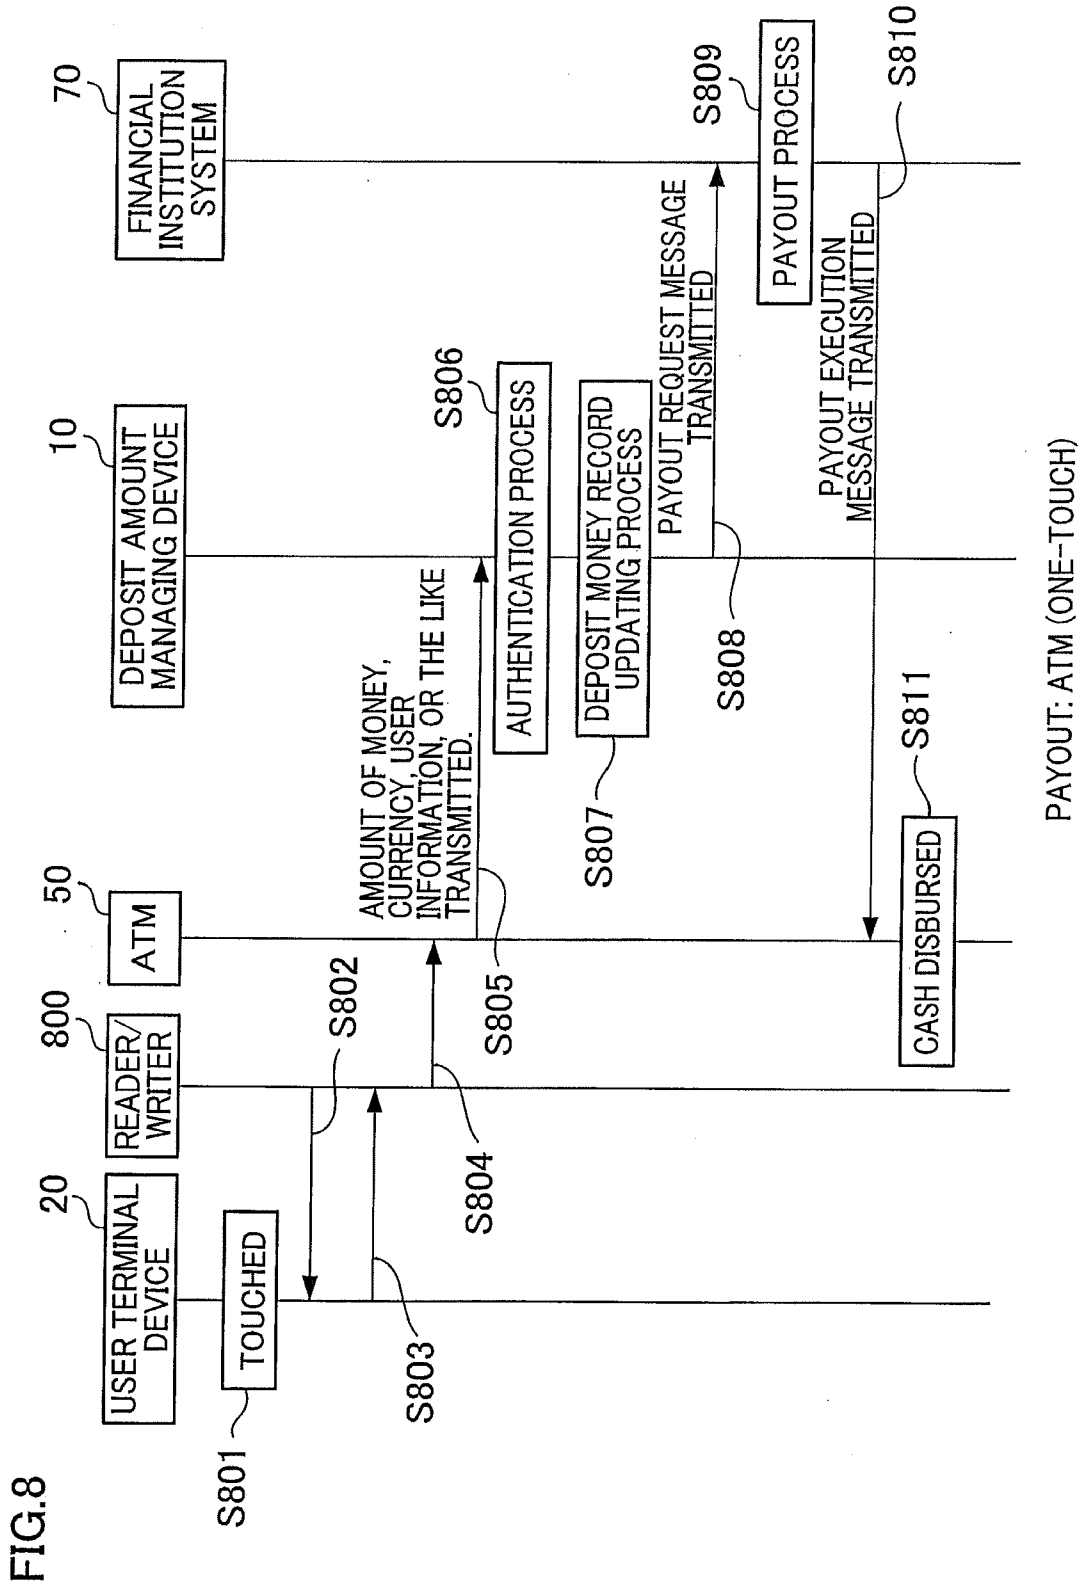 FIG.8
USER TERMINAL
DEVICE
20
READER/
WRITER
800
ATM
50
DEPOSIT AMOUNT
MANAGING DEVICE
10
FINANCIAL
INSTITUTION
SYSTEM
70
S801
TOUCHED
S802
S803
S804
AMOUNT OF MONEY,
CURRENCY, USER
INFORMATION, OR THE LIKE
TRANSMITTED.
S805
AUTHENTICATION PROCESS
S806
DEPOSIT MONEY RECORD
UPDATING PROCESS
S807
PAYOUT REQUEST MESSAGE
TRANSMITTED
S808
PAYOUT PROCESS
S809
PAYOUT EXECUTION
MESSAGE TRANSMITTED
S810
CASH DISBURSED
S811
PAYOUT: ATM (ONE-TOUCH)